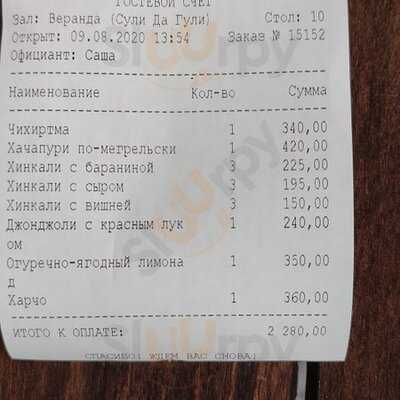 ГОСТЕВОЙ СЧЕТ
Зал: Веранда (Сули Да Гули) Стол: 10
Открыт: 09.08.2020 13:54 Заказ № 15152
Официант: Саша
Наименование Кол-во Сумма
Чихиртма 1 340,00
Хачапури по-мегрельски 1 420,00
Хинкали с бараниной 3 225,00
Хинкали с сыром 3 195,00
Хинкали с вишней 3 150,00
Джонджоли с красным лук 1 240,00
ом
Огуречно-ягодный лимона 1 350,00
д
Харчо 1 360,00
ИТОГО К ОПЛАТЕ: 2 280,00
СПАСИБО! ЖДЕМ ВАС СНОВА!
Sluurpy
Sluurpy
Sluurpy